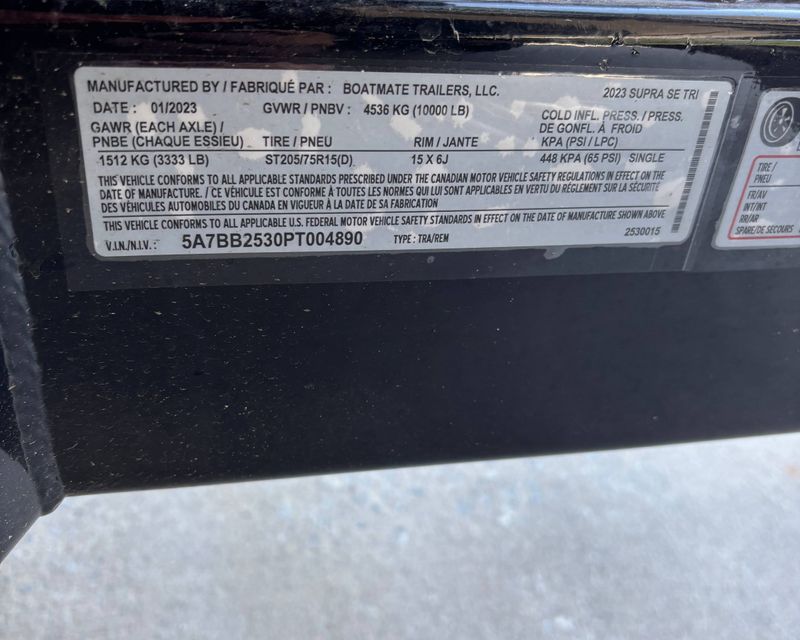 MANUFACTURED BY / FABRIQUÉ PAR : BOATMATE TRAILERS, LLC. 2023 SUPRA SE TRI
DATE : 01/2023 GVWR / PNBV : 4536 KG (10000 LB)
GAWR (EACH AXLE) / PNBE (CHAQUE ESSIEU) TIRE / PNEU RIM / JANTE COLD INFL. PRESS. / PRESS. DE GONFL. À FROID KPA (PSI / LPC)
1512 KG (3333 LB) ST205/75R15(D) 15 X 6J 448 KPA (65 PSI) SINGLE
THIS VEHICLE CONFORMS TO ALL APPLICABLE STANDARDS PRESCRIBED UNDER THE CANADIAN MOTOR VEHICLE SAFETY REGULATIONS IN EFFECT ON THE
DATE OF MANUFACTURE. / CE VÉHICULE EST CONFORME À TOUTES LES NORMES QUI LUI SONT APPLICABLES EN VERTU DU RÉGLEMENT SUR LA SÉCURITÉ
DES VÉHICULES AUTOMOBILES DU CANADA EN VIGUEUR À LA DATE DE SA FABRICATION
THIS VEHICLE CONFORMS TO ALL APPLICABLE U.S. FEDERAL MOTOR VEHICLE SAFETY STANDARDS IN EFFECT ON THE DATE OF MANUFACTURE SHOWN ABOVE
V.I.N./N.I.V.: 5A7BB2530PT004890 TYPE : TRA/REM 2530015
TIRE /
PNEU
FR/AV
INT/INT
RR/AR
SPARE/DE SECOURS